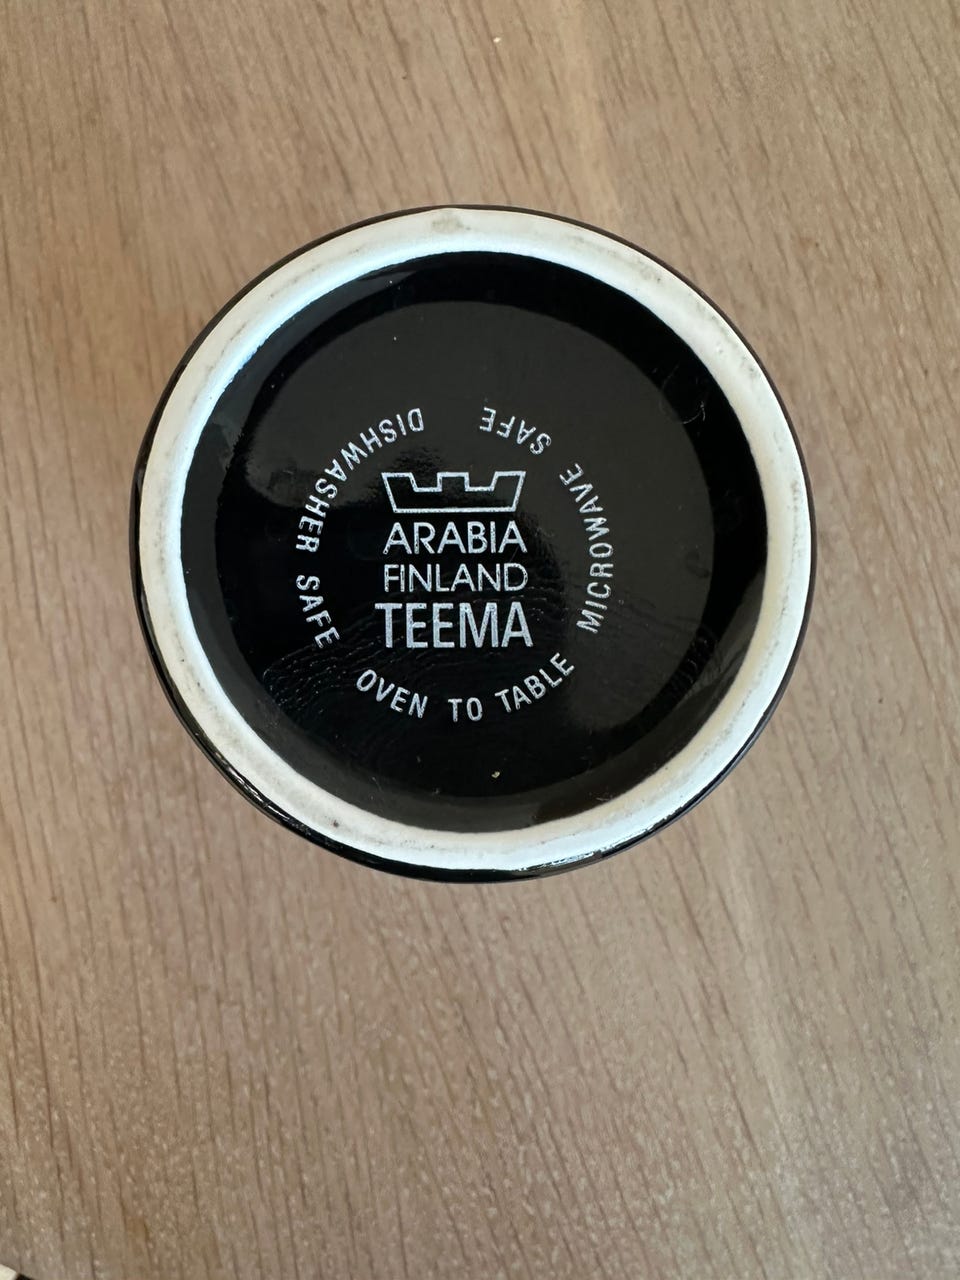 ARABIA
FINLAND
TEEMA
DISHWASHER SAFE
OVEN TO TABLE
MICROWAVE SAFE